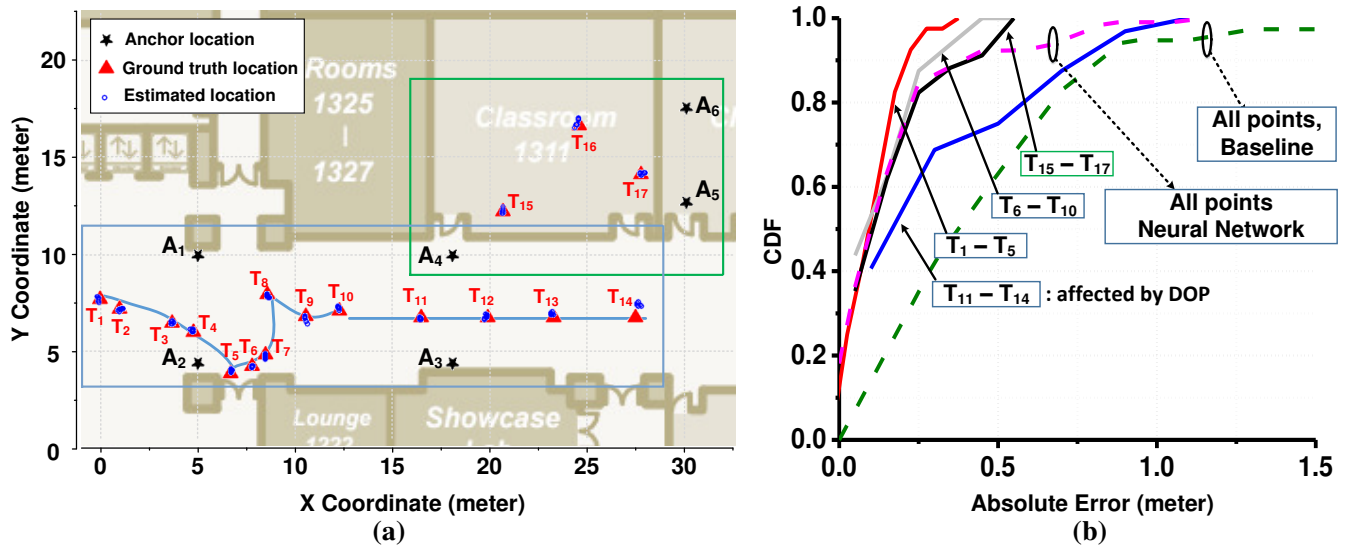 Anchor location
Ground truth location
Estimated location
Rooms
1325
1327
Classroom
1311
Lounge
1222
Showcase
A₁
A₂
A₃
A₄
A₅
A₆
T₁
T₂
T₃
T₄
T₅
T₆
T₇
T₈
T₉
T₁₀
T₁₁
T₁₂
T₁₃
T₁₄
T₁₅
T₁₆
T₁₇
Y Coordinate (meter)
20
15
10
5
0
0 5 10 15 20 25 30
X Coordinate (meter)
(a)
CDF
1.0
0.8
0.6
0.4
0.2
0.0
All points,
Baseline
T₁₅ – T₁₇
T₆ – T₁₀
All points
Neural Network
T₁ – T₅
T₁₁ – T₁₄ : affected by DOP
0.0 0.5 1.0 1.5
Absolute Error (meter)
(b)